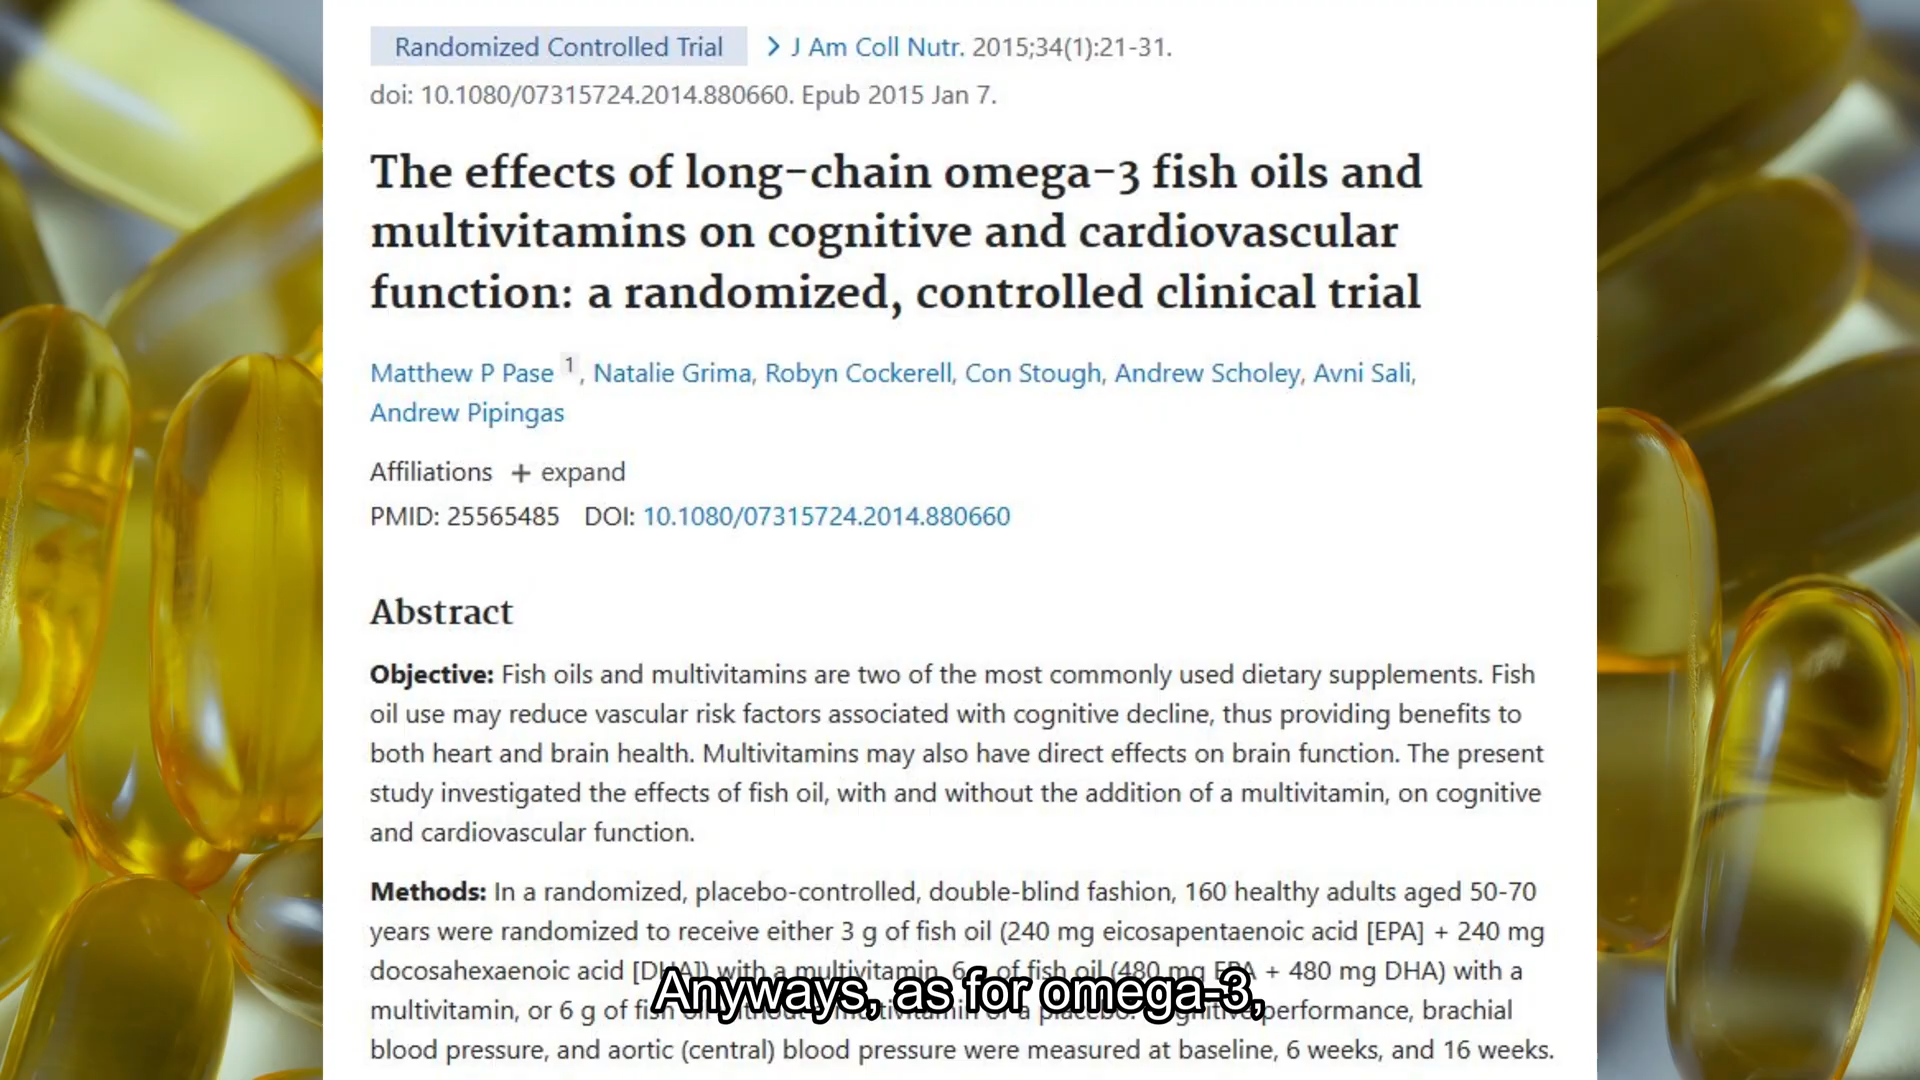 Randomized Controlled Trial > J Am Coll Nutr. 2015;34(1):21-31.
doi: 10.1080/07315724.2014.880660. Epub 2015 Jan 7.
The effects of long-chain omega-3 fish oils and
multivitamins on cognitive and cardiovascular
function: a randomized, controlled clinical trial
Matthew P Pase 1, Natalie Grima, Robyn Cockerell, Con Stough, Andrew Scholey, Avni Sali,
Andrew Pipingas
Affiliations + expand
PMID: 25565485 DOI: 10.1080/07315724.2014.880660
Abstract
Objective: Fish oils and multivitamins are two of the most commonly used dietary supplements. Fish
oil use may reduce vascular risk factors associated with cognitive decline, thus providing benefits to
both heart and brain health. Multivitamins may also have direct effects on brain function. The present
study investigated the effects of fish oil, with and without the addition of a multivitamin, on cognitive
and cardiovascular function.
Methods: In a randomized, placebo-controlled, double-blind fashion, 160 healthy adults aged 50-70
years were randomized to receive either 3 g of fish oil (240 mg eicosapentaenoic acid [EPA] + 240 mg
docosahexaenoic acid [DHA]) with a multivitamin, 6 of fish oil (480 mg EPA + 480 mg DHA) with a
Anyways, as for omega-3,
multivitamin, or 6 g of performance, brachial
blood pressure, and aortic (central) blood pressure were measured at baseline, 6 weeks, and 16 weeks.